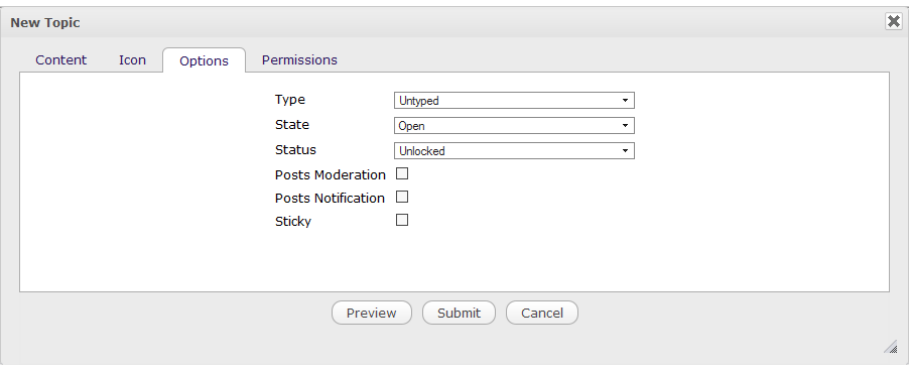 New Topic
Content Icon Options Permissions
Type Untyped
State Open
Status Unlocked
Posts Moderation
Posts Notification
Sticky
Preview Submit Cancel